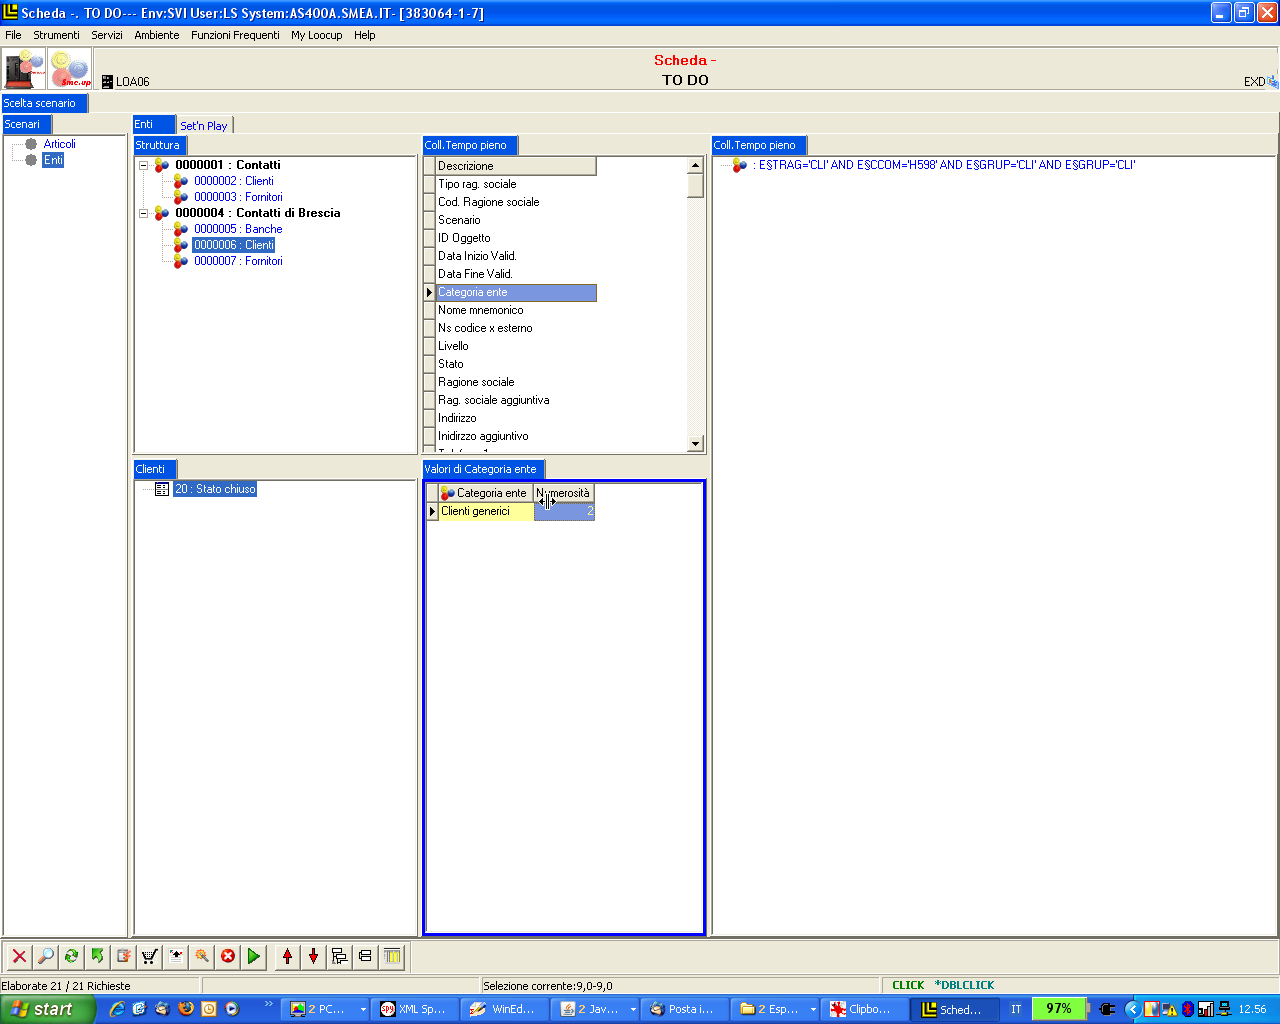 Scheda -. TO DO--- Env:SVI User:LS System:AS400A.SMEA.IT- [383064-1-7]
File Strumenti Servizi Ambiente Funzioni Frequenti My Loocup Help
Scheda -
Sme.up LOA06 TO DO EXD
Scelta scenario
Scenari
Articoli
Enti
Enti Set'n Play
Struttura
0000001 : Contatti
0000002 : Clienti
0000003 : Fornitori
0000004 : Contatti di Brescia
0000005 : Banche
0000006 : Clienti
0000007 : Fornitori
Coll.Tempo pieno
Descrizione
Tipo rag. sociale
Cod. Ragione sociale
Scenario
ID Oggetto
Data Inizio Valid.
Data Fine Valid.
Categoria ente
Nome mnemonico
Ns codice x esterno
Livello
Stato
Ragione sociale
Rag. sociale aggiuntiva
Indirizzo
Inidirzzo aggiuntivo
Coll.Tempo pieno
: E§TRAG='CLI' AND E§CCOM='H598' AND E§GRUP='CLI' AND E§GRUP='CLI'
Clienti
20 : Stato chiuso
Valori di Categoria ente
Categoria ente Numerosità
Clienti generici 2
Elaborate 21 / 21 Richieste Selezione corrente:9,0-9,0 CLICK *DBLCLICK
start 2 PC... XML Sp... WinEd... 2 Jav... Posta i... 2 Esp... Clipbo... Sched... IT 97% 12.56